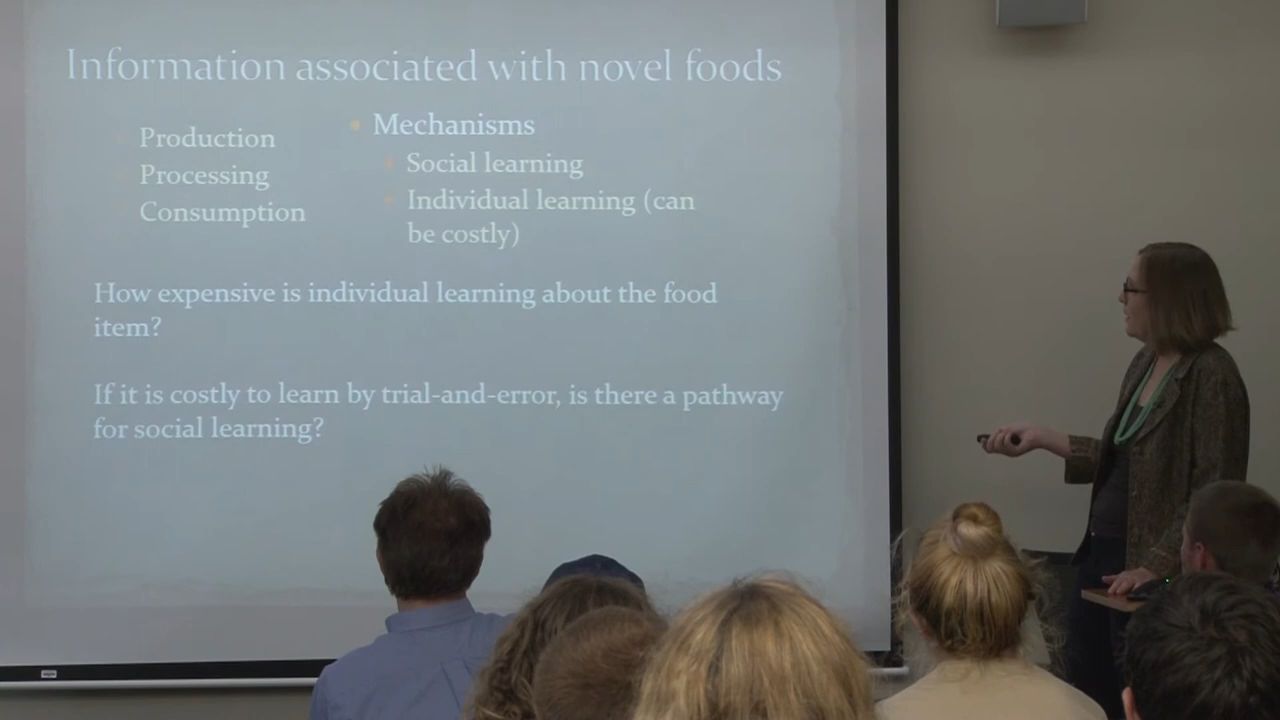 Information associated with novel foods
Production
Processing
Consumption
Mechanisms
Social learning
Individual learning (can
be costly)
How expensive is individual learning about the food
item?
If it is costly to learn by trial-and-error, is there a pathway
for social learning?